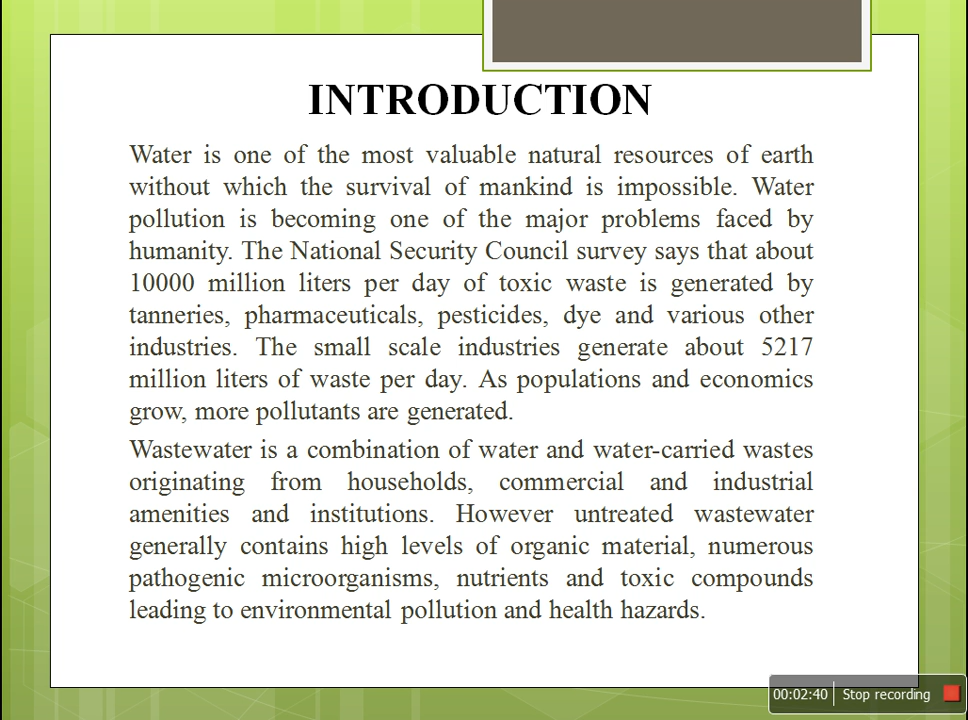 INTRODUCTION
Water is one of the most valuable natural resources of earth
without which the survival of mankind is impossible. Water
pollution is becoming one of the major problems faced by
humanity. The National Security Council survey says that about
10000 million liters per day of toxic waste is generated by
tanneries, pharmaceuticals, pesticides, dye and various other
industries. The small scale industries generate about 5217
million liters of waste per day. As populations and economics
grow, more pollutants are generated.
Wastewater is a combination of water and water-carried wastes
originating from households, commercial and industrial
amenities and institutions. However untreated wastewater
generally contains high levels of organic material, numerous
pathogenic microorganisms, nutrients and toxic compounds
leading to environmental pollution and health hazards.
00:02:40 Stop recording